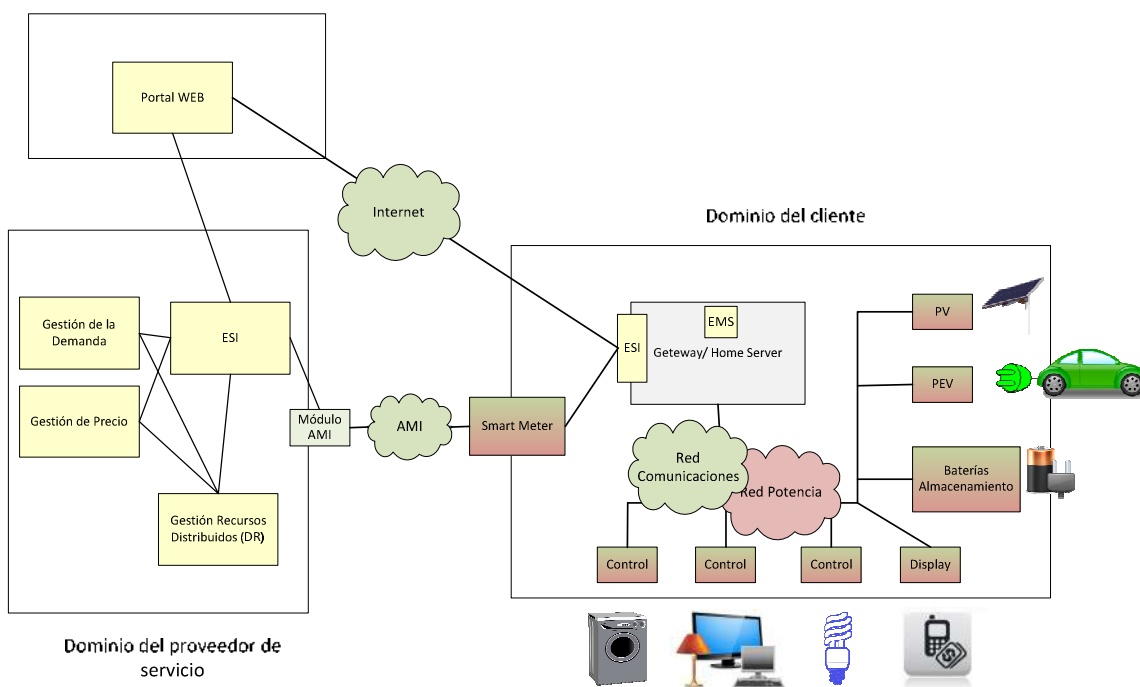 Portal WEB
Internet
Dominio del cliente
Gestión de la
Demanda
ESI
Gestión de Precio
Módulo
AMI
AMI
Smart Meter
Gestión Recursos
Distribuidos (DR)
ESI
EMS
Geteway/ Home Server
PV
PEV
Baterías
Almacenamiento
Red
Comunicaciones
Red Potencia
Control
Control
Control
Display
Dominio del proveedor de
servicio